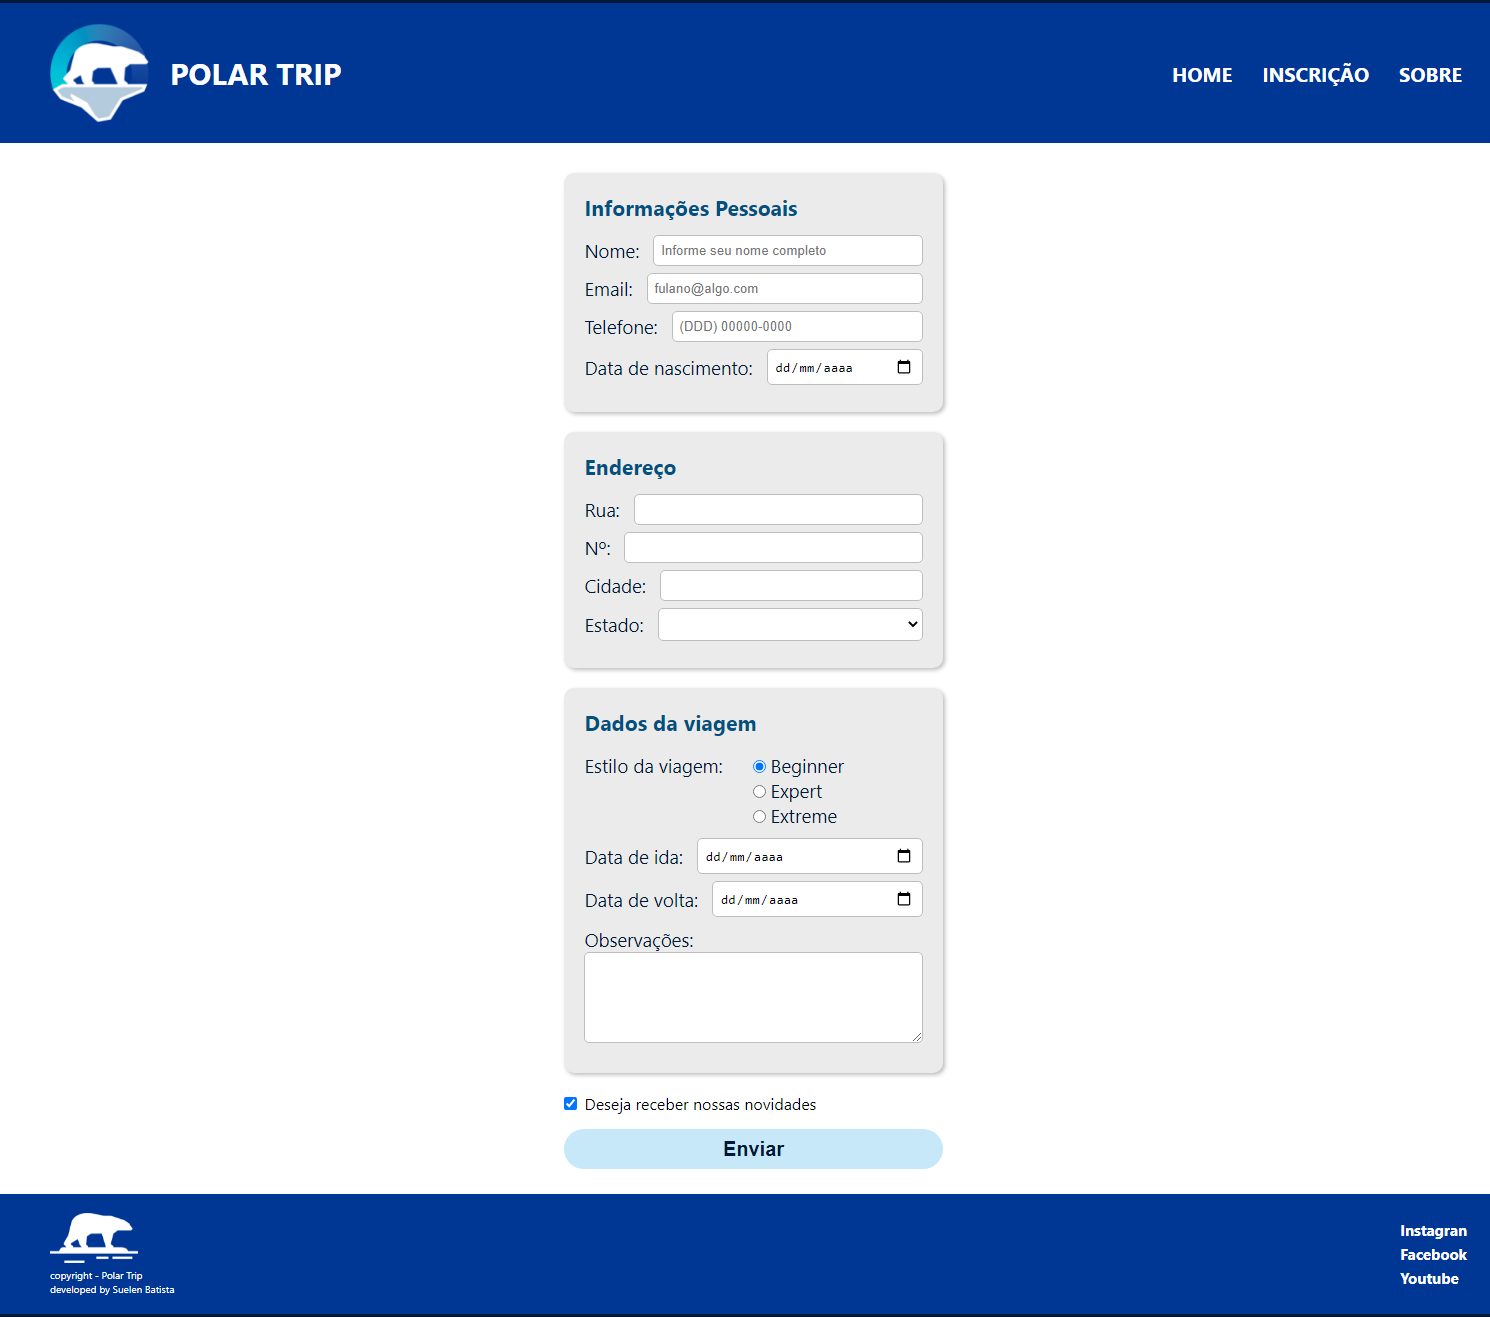 POLAR TRIP
HOME INSCRIÇÃO SOBRE
Informações Pessoais
Nome: Informe seu nome completo
Email: fulano@algo.com
Telefone: (DDD) 00000-0000
Data de nascimento: dd/mm/aaaa
Endereço
Rua:
Nº:
Cidade:
Estado:
Dados da viagem
Estilo da viagem: Beginner
Expert
Extreme
Data de ida: dd/mm/aaaa
Data de volta: dd/mm/aaaa
Observações:
Deseja receber nossas novidades
Enviar
copyright - Polar Trip
developed by Suelen Batista
Instagran
Facebook
Youtube